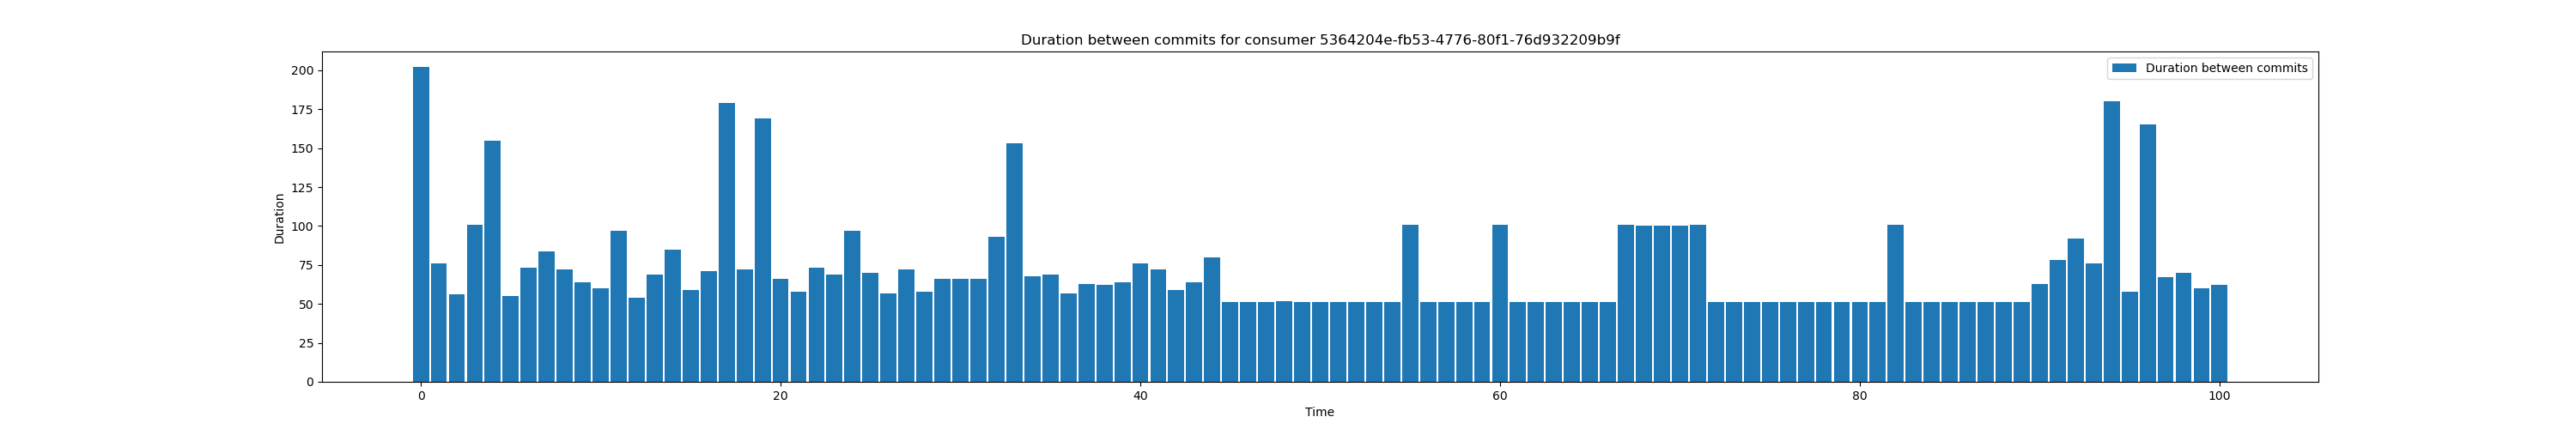 Duration between commits for consumer 5364204e-fb53-4776-80f1-76d932209b9f
Duration between commits
200
175
150
125
100
75
50
25
0
Duration
0 20 40 60 80 100
Time